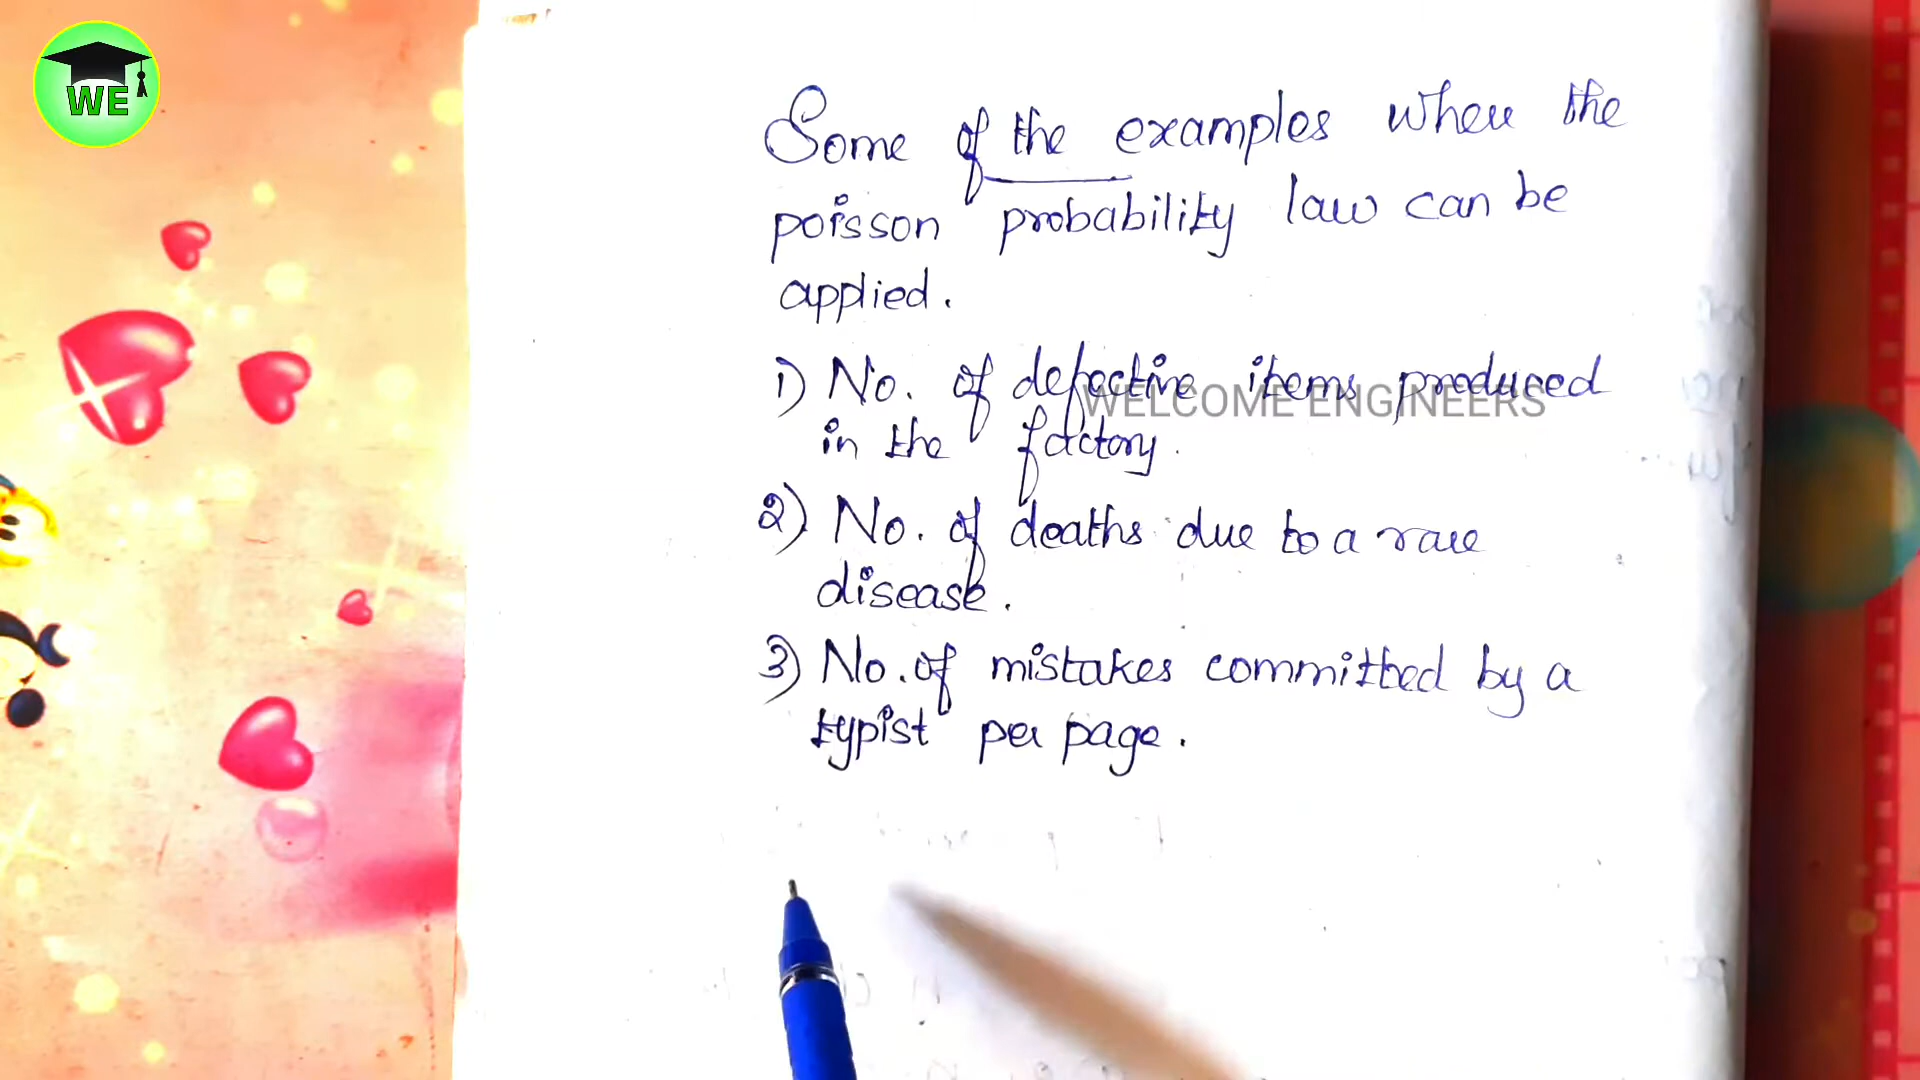 WE
Some of the examples where the
poisson probability law can be
applied.
1) No. of defective items produced
WELCOME ENGINEERS
in the factory.
2) No. of deaths due to a rare
disease.
3) No. of mistakes committed by a
typist per page.